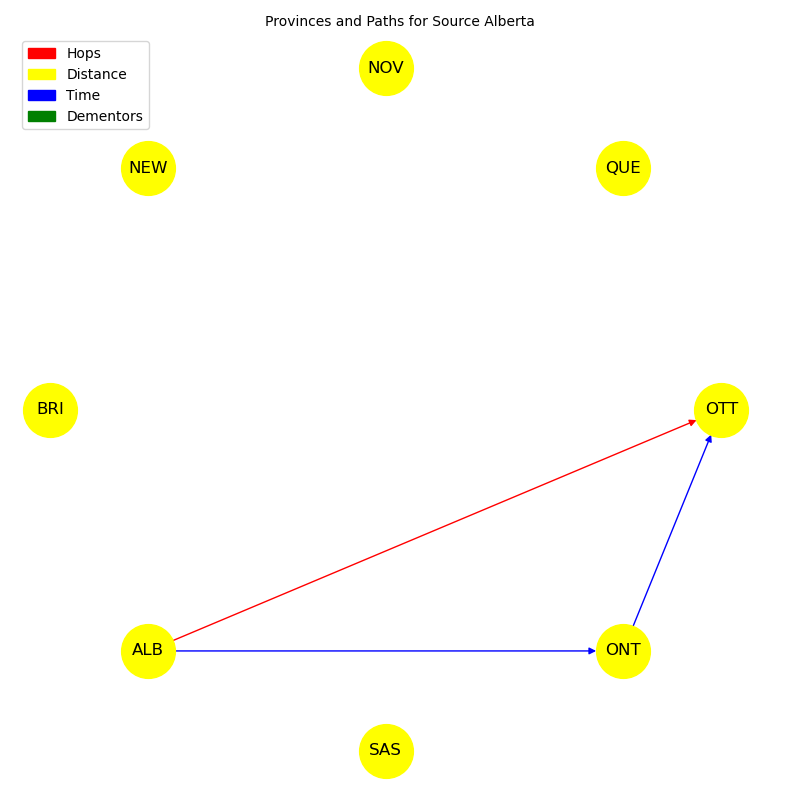 Provinces and Paths for Source Alberta
Hops
Distance
Time
Dementors
NOV
NEW
QUE
BRI
OTT
ALB
ONT
SAS